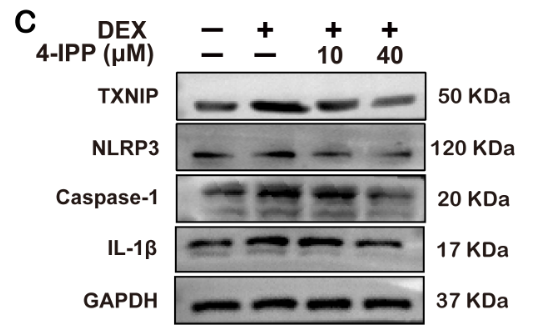 C
DEX − + + +
4-IPP (μM) − − 10 40
TXNIP 50 KDa
NLRP3 120 KDa
Caspase-1 20 KDa
IL-1β 17 KDa
GAPDH 37 KDa